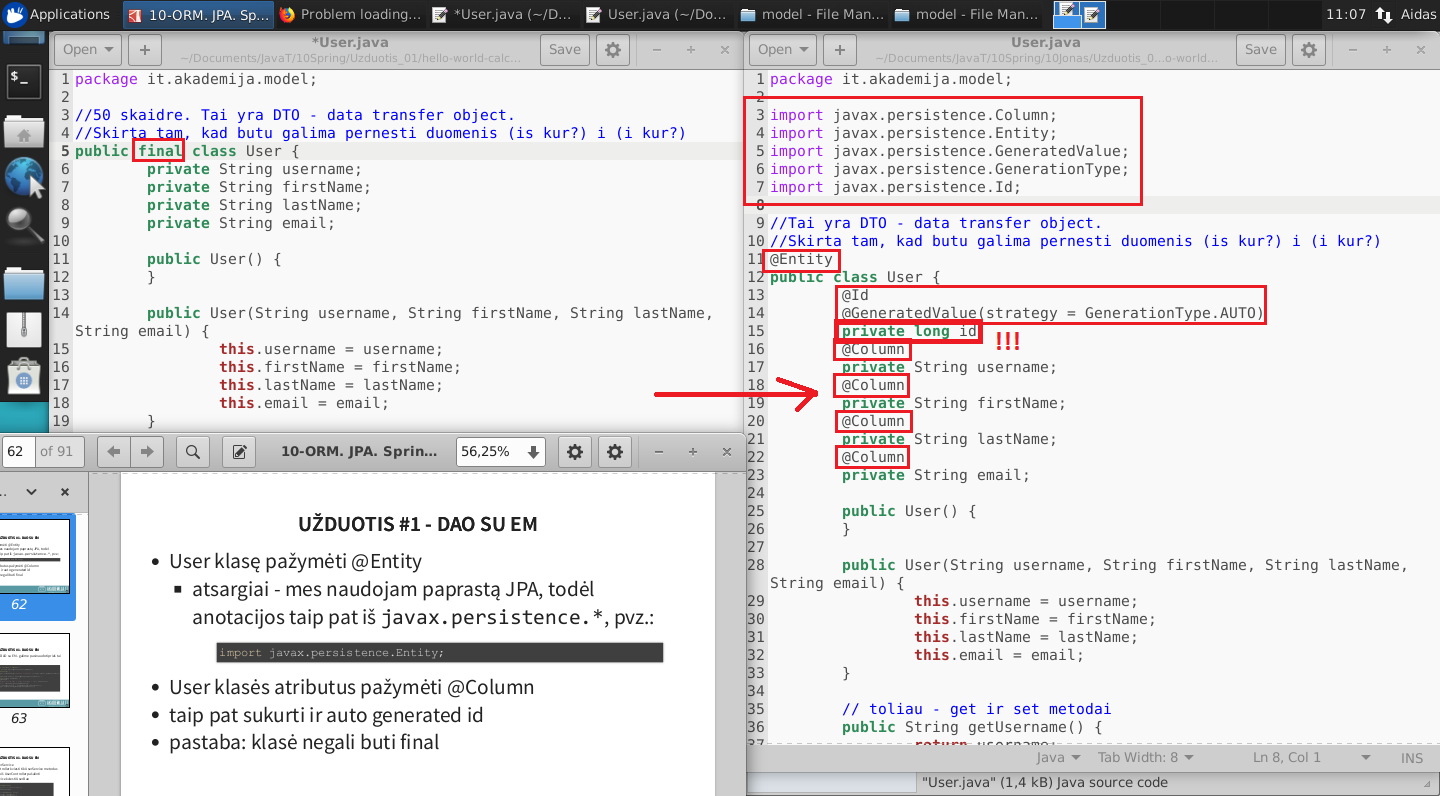 Applications
10-ORM. JPA. Sp...
Problem loading...
*User.java (~/D...
User.java (~/Do...
model - File Man...
model - File Man...
11:07
Aidas
Open
+
*User.java
~/Documents/JavaT/10Spring/Uzduotis_01/hello-world-calc...
Save
1 package it.akademija.model;
2
3 //50 skaidre. Tai yra DTO - data transfer object.
4 //Skirta tam, kad butu galima pernesti duomenis (is kur?) i (i kur?)
5 public final class User {
6 private String username;
7 private String firstName;
8 private String lastName;
9 private String email;
10
11 public User() {
12 }
13
14 public User(String username, String firstName, String lastName,
String email) {
15 this.username = username;
16 this.firstName = firstName;
17 this.lastName = lastName;
18 this.email = email;
19 }
Open
+
User.java
~/Documents/JavaT/10Spring/10Jonas/Uzduotis_0...o-world...
Save
1 package it.akademija.model;
2
3 import javax.persistence.Column;
4 import javax.persistence.Entity;
5 import javax.persistence.GeneratedValue;
6 import javax.persistence.GenerationType;
7 import javax.persistence.Id;
8
9 //Tai yra DTO - data transfer object.
10 //Skirta tam, kad butu galima pernesti duomenis (is kur?) i (i kur?)
11 @Entity
12 public class User {
13 @Id
14 @GeneratedValue(strategy = GenerationType.AUTO)
15 private long id
!!!
16 @Column
17 private String username;
18 @Column
19 private String firstName;
20 @Column
21 private String lastName;
22 @Column
23 private String email;
24
25 public User() {
26 }
27
28 public User(String username, String firstName, String lastName,
String email) {
29 this.username = username;
30 this.firstName = firstName;
31 this.lastName = lastName;
32 this.email = email;
33 }
34
35 // toliau - get ir set metodai
36 public String getUsername() {
37 return username;
Java
Tab Width: 8
Ln 8, Col 1
INS
"User.java" (1,4 kB) Java source code
62
of 91
10-ORM. JPA. Sprin...
56,25%
62
63
UŽDUOTIS #1 - DAO SU EM
• User klasę pažymėti @Entity
▪ atsargiai - mes naudojam paprastą JPA, todėl
anotacijos taip pat iš javax.persistence.*, pvz.:
import javax.persistence.Entity;
• User klasės atributus pažymėti @Column
• taip pat sukurti ir auto generated id
• pastaba: klasė negali buti final